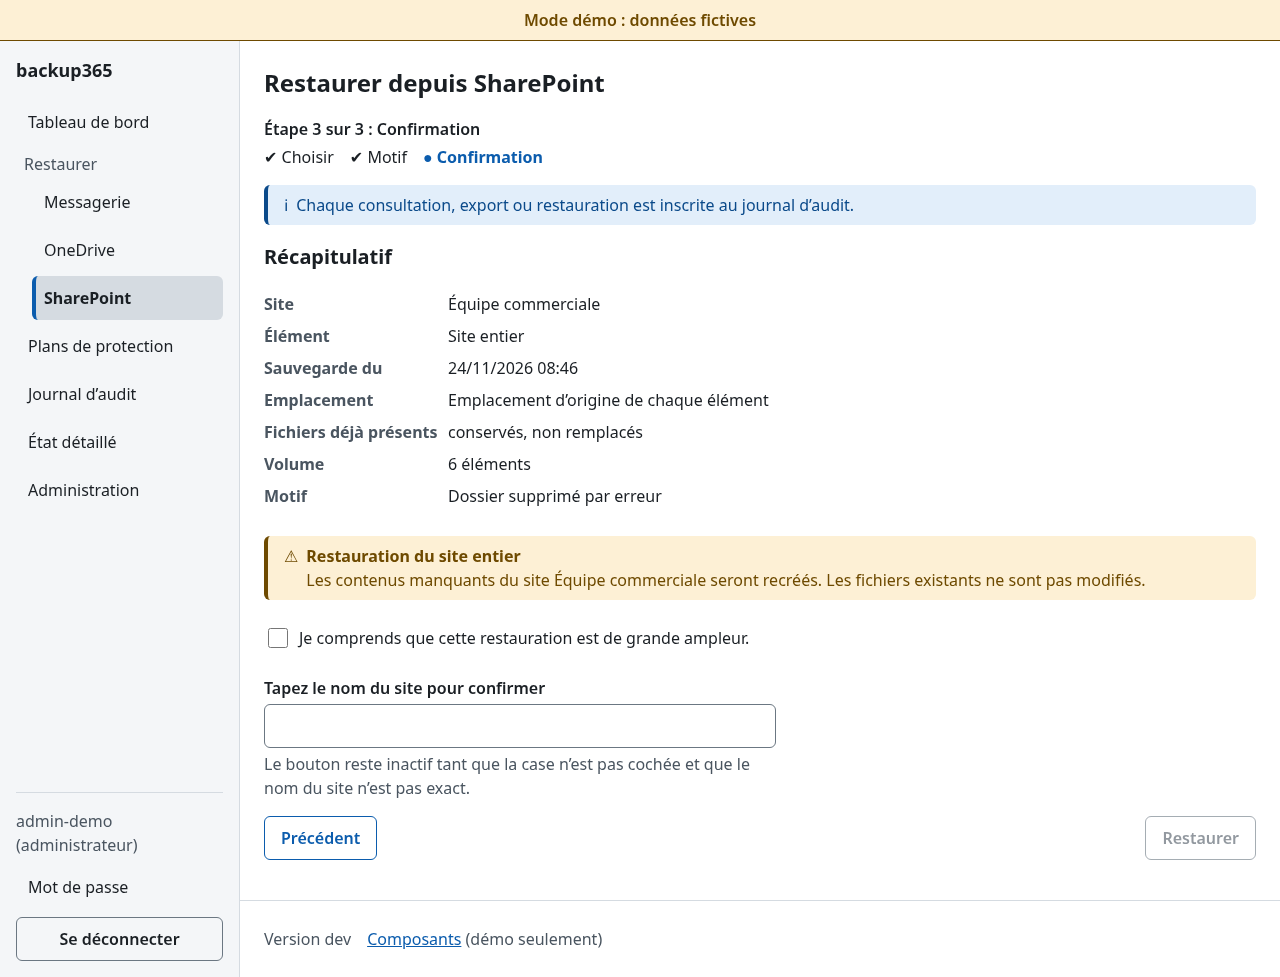 Mode démo : données fictives
backup365
Tableau de bord
Restaurer
Messagerie
OneDrive
SharePoint
Plans de protection
Journal d’audit
État détaillé
Administration
admin-demo
(administrateur)
Mot de passe
Se déconnecter
Restaurer depuis SharePoint
Étape 3 sur 3 : Confirmation
✔ Choisir ✔ Motif ● Confirmation
i Chaque consultation, export ou restauration est inscrite au journal d’audit.
Récapitulatif
Site Équipe commerciale
Élément Site entier
Sauvegarde du 24/11/2026 08:46
Emplacement Emplacement d’origine de chaque élément
Fichiers déjà présents conservés, non remplacés
Volume 6 éléments
Motif Dossier supprimé par erreur
⚠ Restauration du site entier
Les contenus manquants du site Équipe commerciale seront recréés. Les fichiers existants ne sont pas modifiés.
Je comprends que cette restauration est de grande ampleur.
Tapez le nom du site pour confirmer
Le bouton reste inactif tant que la case n’est pas cochée et que le
nom du site n’est pas exact.
Précédent
Restaurer
Version dev Composants (démo seulement)